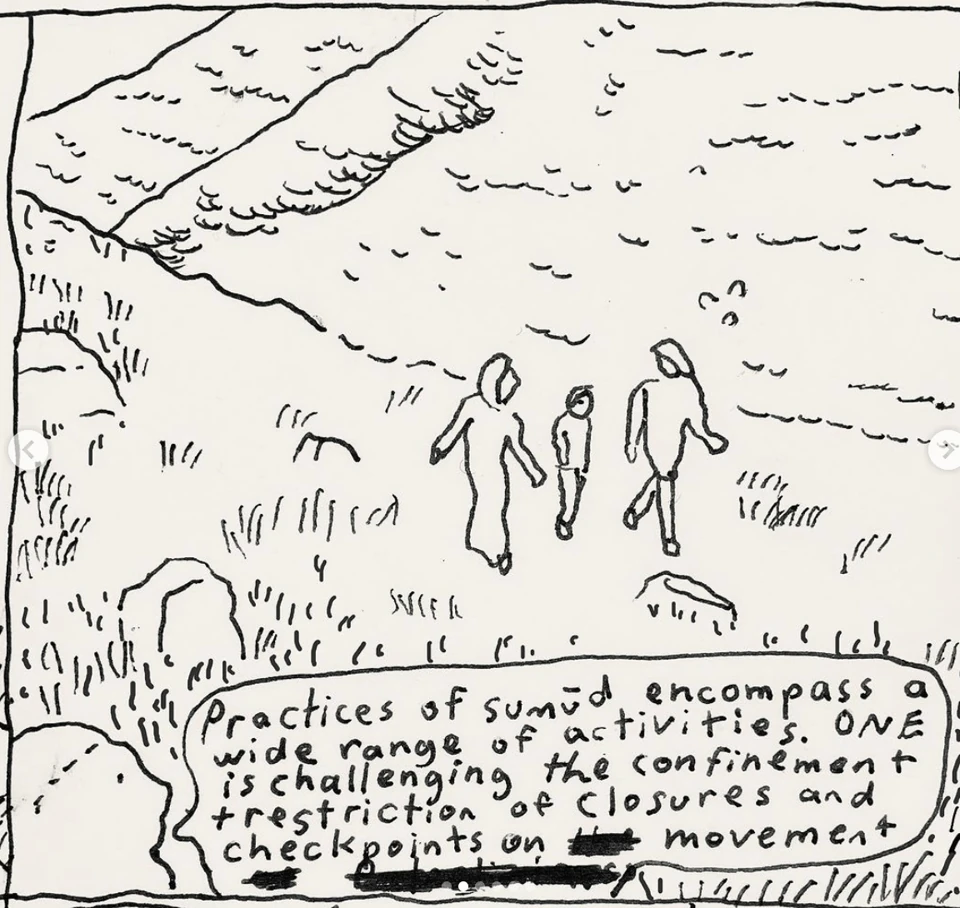 Practices of sumūd encompass a
wide range of activities. ONE
is challenging the confinement
+restriction of closures and
checkpoints on movement